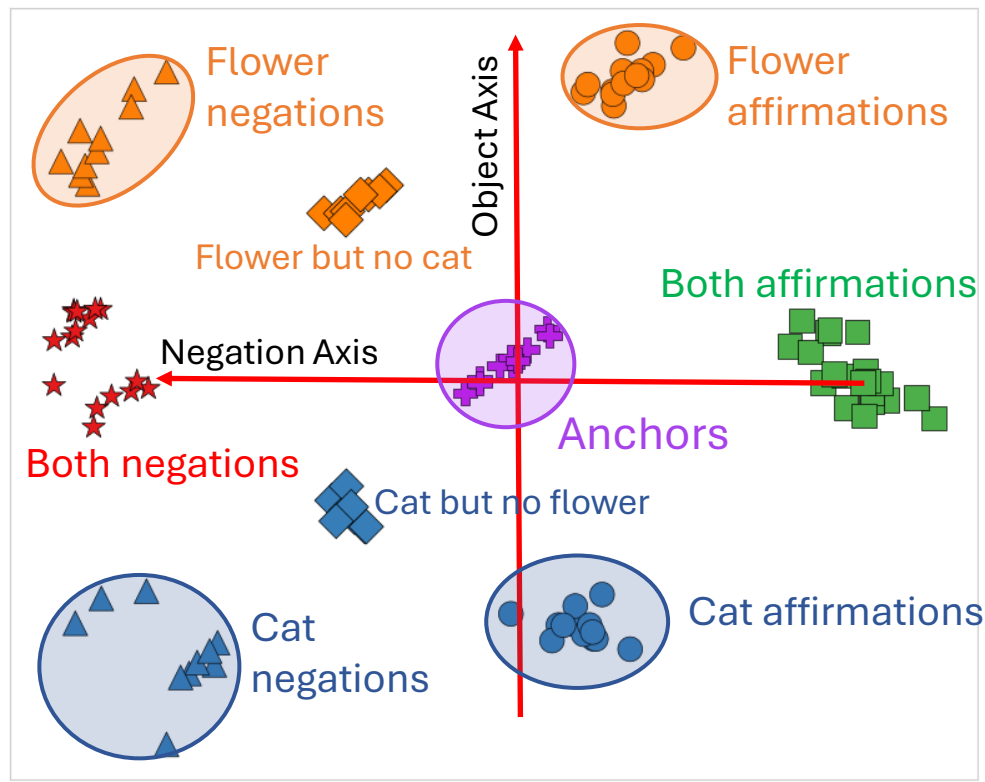 Flower
negations
Object Axis
Flower
affirmations
Flower but no cat
Both affirmations
Negation Axis
Anchors
Both negations
Cat but no flower
Cat
negations
Cat affirmations